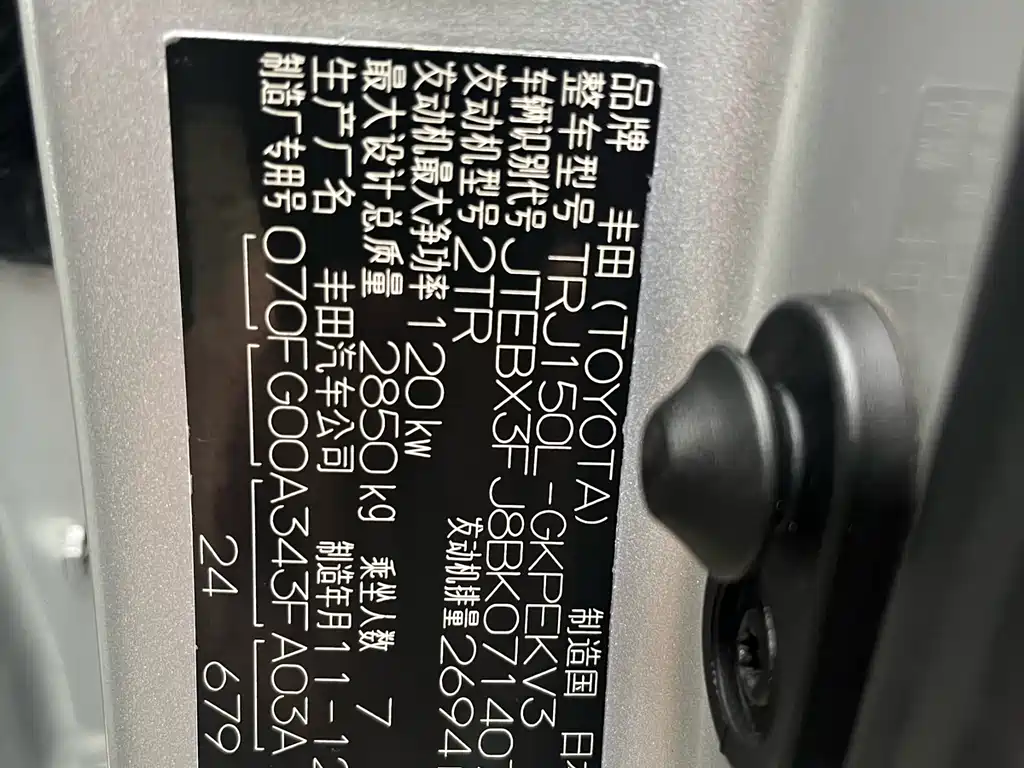 品牌 丰田 (TOYOTA) 制造国
整车型号 TRJ150L-GKPEKV3
车辆识别代号 JTEBX3FJ8BK0714
发动机型号 2TR 发动机排量 2694
发动机最大净功率 120kw
最大设计总质量 2850kg 乘坐人数 7
生产厂名 丰田汽车公司 制造年月 11-12
制造厂专用号 070FG00A343FA03A
24 679